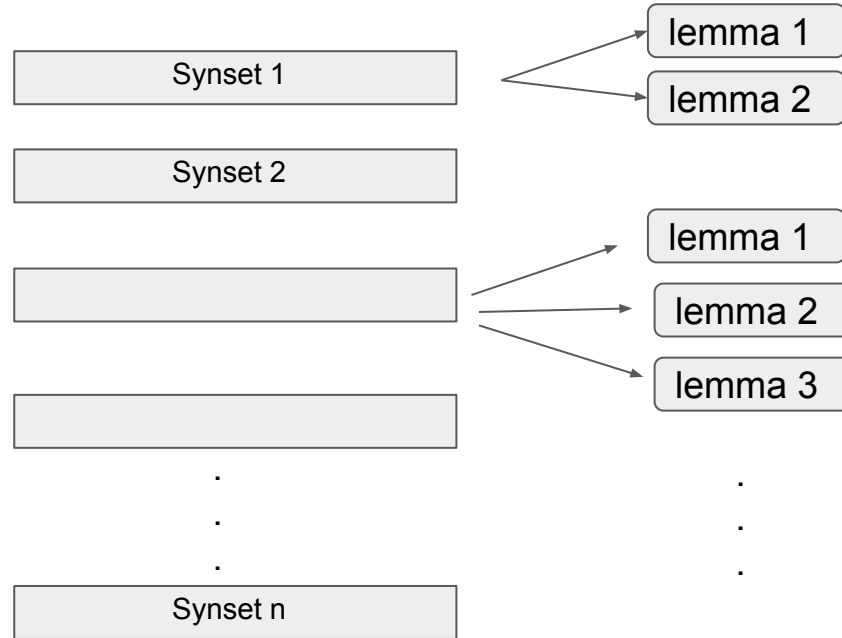 lemma 1
Synset 1
lemma 2
Synset 2
lemma 1
lemma 2
lemma 3
.
.
.
.
.
.
Synset n